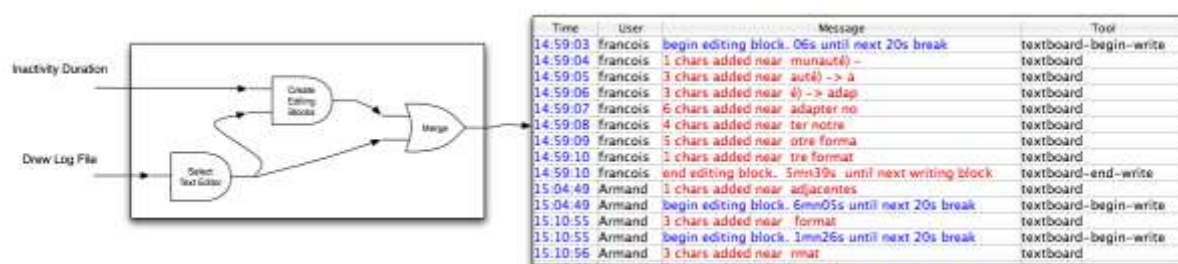 Inactivity Duration
Drew Log File
Create
Editing
Blocks
Select
Text Editor
Merge
Time User Message Tool
14:59:03 francois begin editing block. 06s until next 20s break textboard-begin-write
14:59:04 francois 1 chars added near munauté) - textboard
14:59:05 francois 3 chars added near auté) -> a textboard
14:59:06 francois 3 chars added near é) -> adap textboard
14:59:07 francois 6 chars added near adapter no textboard
14:59:08 francois 4 chars added near ter notre textboard
14:59:09 francois 5 chars added near otre forma textboard
14:59:10 francois 1 chars added near tre format textboard
14:59:10 francois end editing block. 5mn39s until next writing block textboard-end-write
15:04:49 Armand 1 chars added near adjacentes textboard
15:04:49 Armand begin editing block. 6mn05s until next 20s break textboard-begin-write
15:10:55 Armand 3 chars added near format textboard
15:10:55 Armand begin editing block. 1mn26s until next 20s break textboard-begin-write
15:10:56 Armand 3 chars added near rmat textboard